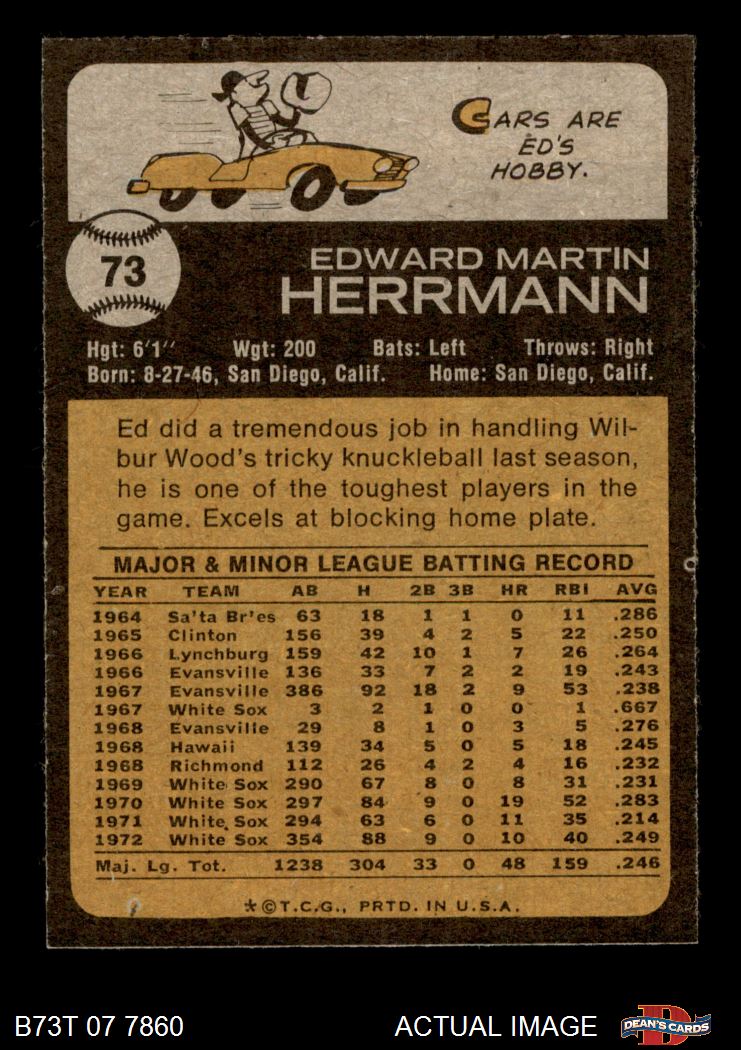 CARS ARE
ED'S
HOBBY.
73
EDWARD MARTIN
HERRMANN
Hgt: 6'1'' Wgt: 200 Bats: Left Throws: Right
Born: 8-27-46, San Diego, Calif. Home: San Diego, Calif.
Ed did a tremendous job in handling Wil-
bur Wood's tricky knuckleball last season,
he is one of the toughest players in the
game. Excels at blocking home plate.
MAJOR & MINOR LEAGUE BATTING RECORD
YEAR TEAM AB H 2B 3B HR RBI AVG
1964 Sa'ta Br'es 63 18 1 1 0 11 .286
1965 Clinton 156 39 4 2 5 22 .250
1966 Lynchburg 159 42 10 1 7 26 .264
1966 Evansville 136 33 7 2 2 19 .243
1967 Evansville 386 92 18 2 9 53 .238
1967 White Sox 3 2 1 0 0 1 .667
1968 Evansville 29 8 1 0 3 5 .276
1968 Hawaii 139 34 5 0 5 18 .245
1968 Richmond 112 26 4 2 4 16 .232
1969 White Sox 290 67 8 0 8 31 .231
1970 White Sox 297 84 9 0 19 52 .283
1971 White Sox 294 63 6 0 11 35 .214
1972 White Sox 354 88 9 0 10 40 .249
Maj. Lg. Tot. 1238 304 33 0 48 159 .246
*©T.C.G., PRTD. IN U.S.A.
B73T 07 7860 ACTUAL IMAGE D DEAN'S CARDS